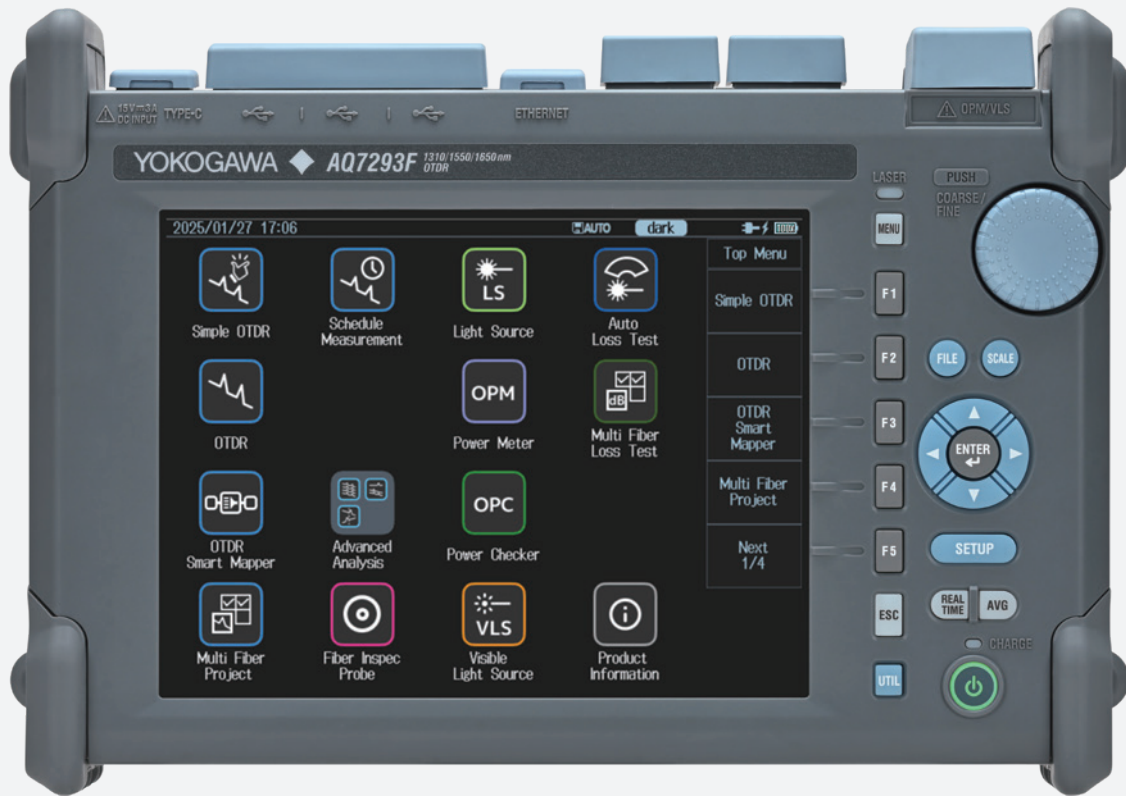 15V⎓3A
DC INPUT
TYPE-C
ETHERNET
OPM/VLS
YOKOGAWA ◆ AQ7293F 1310/1550/1650nm
OTDR
LASER
PUSH
COARSE /
FINE
2025/01/27 17:06
AUTO
dark
100%
Top Menu
MENU
LS
Simple OTDR
Schedule
Measurement
Light Source
Auto
Loss Test
Simple OTDR
F1
OPM
dB
OTDR
Power Meter
Multi Fiber
Loss Test
OTDR
F2
FILE
SCALE
OTDR
Smart
Mapper
F3
ENTER
OPC
OTDR
Smart Mapper
Advanced
Analysis
Power Checker
Multi Fiber
Project
F4
Next
1/4
F5
SETUP
VLS
Multi Fiber
Project
Fiber Inspec
Probe
Visible
Light Source
Product
Information
ESC
REAL
TIME
AVG
CHARGE
UTIL